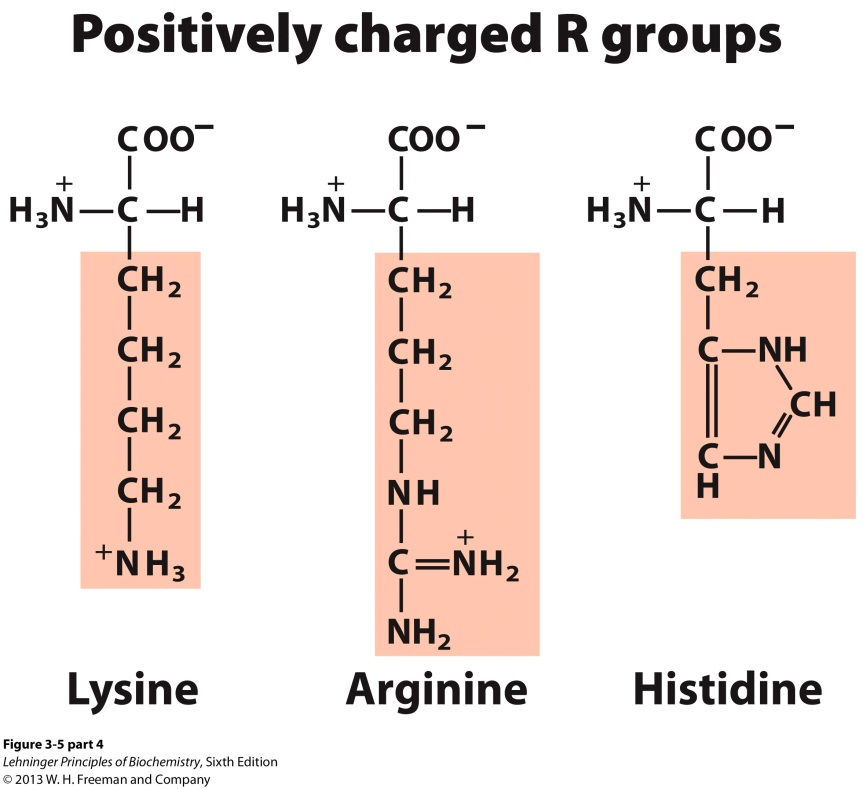 Positively charged R groups
COO⁻ COO⁻ COO⁻
+ + +
H₃N—C—H H₃N—C—H H₃N—C—H
CH₂ CH₂ CH₂
CH₂ CH₂ C—NH
CH
CH₂ CH₂ C—N
H
CH₂ NH
+
⁺NH₃ C=NH₂
NH₂
Lysine Arginine Histidine
Figure 3-5 part 4
Lehninger Principles of Biochemistry, Sixth Edition
© 2013 W. H. Freeman and Company